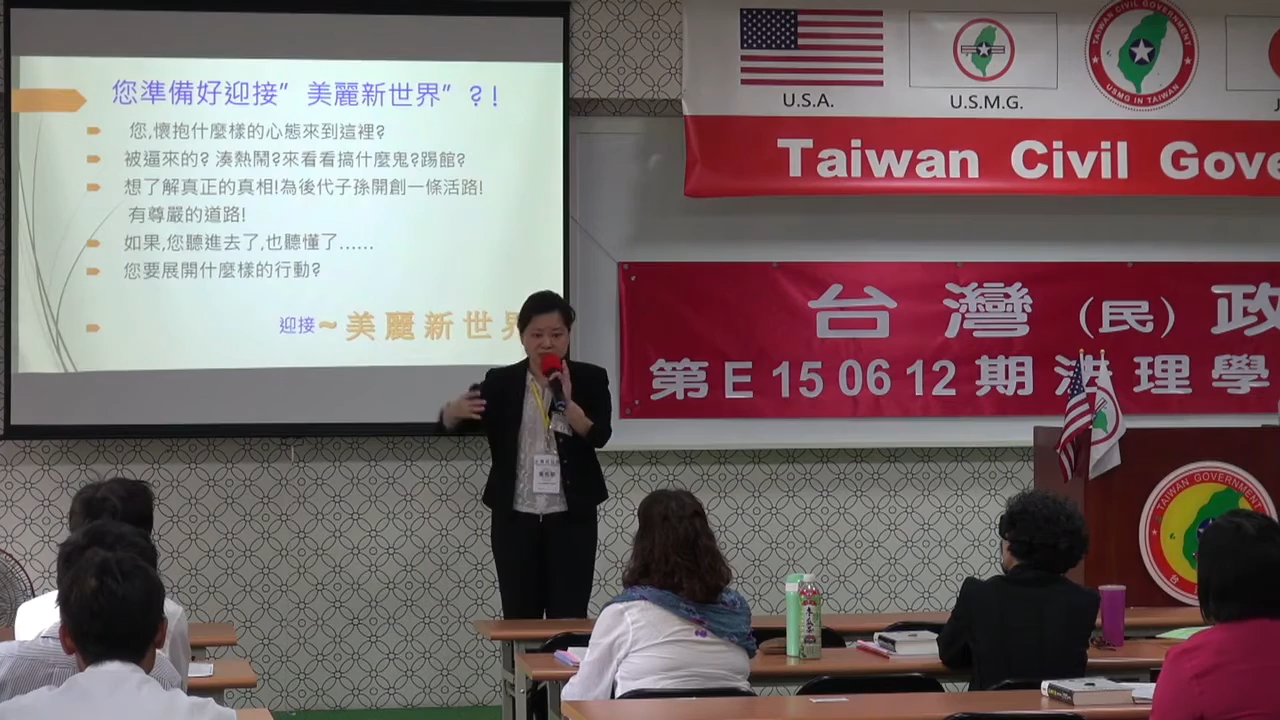 您準備好迎接”美麗新世界”?!
您,懷抱什麼樣的心態來到這裡?
被逼來的? 湊熱鬧?來看看搞什麼鬼?踢館?
想了解真正的真相!為後代子孫開創一條活路!
有尊嚴的道路!
如果,您聽進去了,也聽懂了......
您要展開什麼樣的行動?
迎接~美麗新世
U.S.A.
U.S.M.G.
TAIWAN CIVIL GOVERNMENT
USMG IN TAIWAN
Taiwan Civil Gove
台灣(民)政
第E 15 06 12 期法理學
TAIWAN GOVERNMENT
台